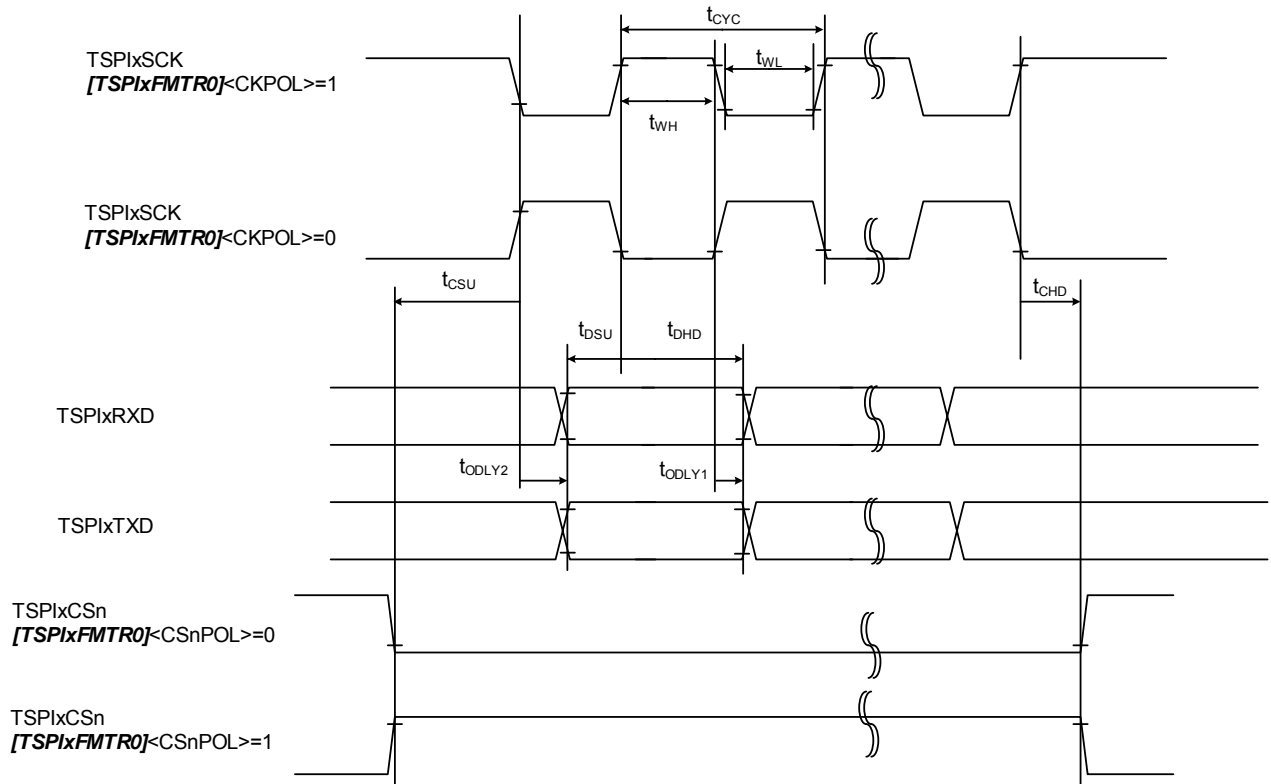 tCYC
TSPIxSCK
[TSPIxFMTR0]<CKPOL>=1
tWL
tWH
TSPIxSCK
[TSPIxFMTR0]<CKPOL>=0
tCSU
tCHD
tDSU
tDHD
TSPIxRXD
tODLY2
tODLY1
TSPIxTXD
TSPIxCSn
[TSPIxFMTR0]<CSnPOL>=0
TSPIxCSn
[TSPIxFMTR0]<CSnPOL>=1